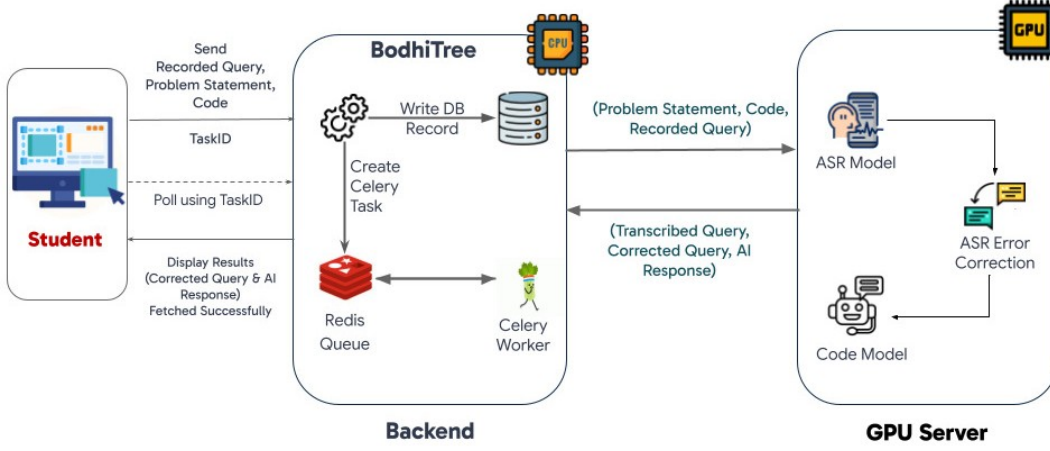 Send
Recorded Query,
Problem Statement,
Code
TaskID
Poll using TaskID
Student
Display Results
(Corrected Query & AI
Response)
Fetched Successfully
BodhiTree
CPU
Write DB
Record
Create
Celery
Task
Redis
Queue
Celery
Worker
Backend
(Problem Statement, Code,
Recorded Query)
(Transcribed Query,
Corrected Query, AI
Response)
GPU
ASR Model
ASR Error
Correction
Code Model
GPU Server